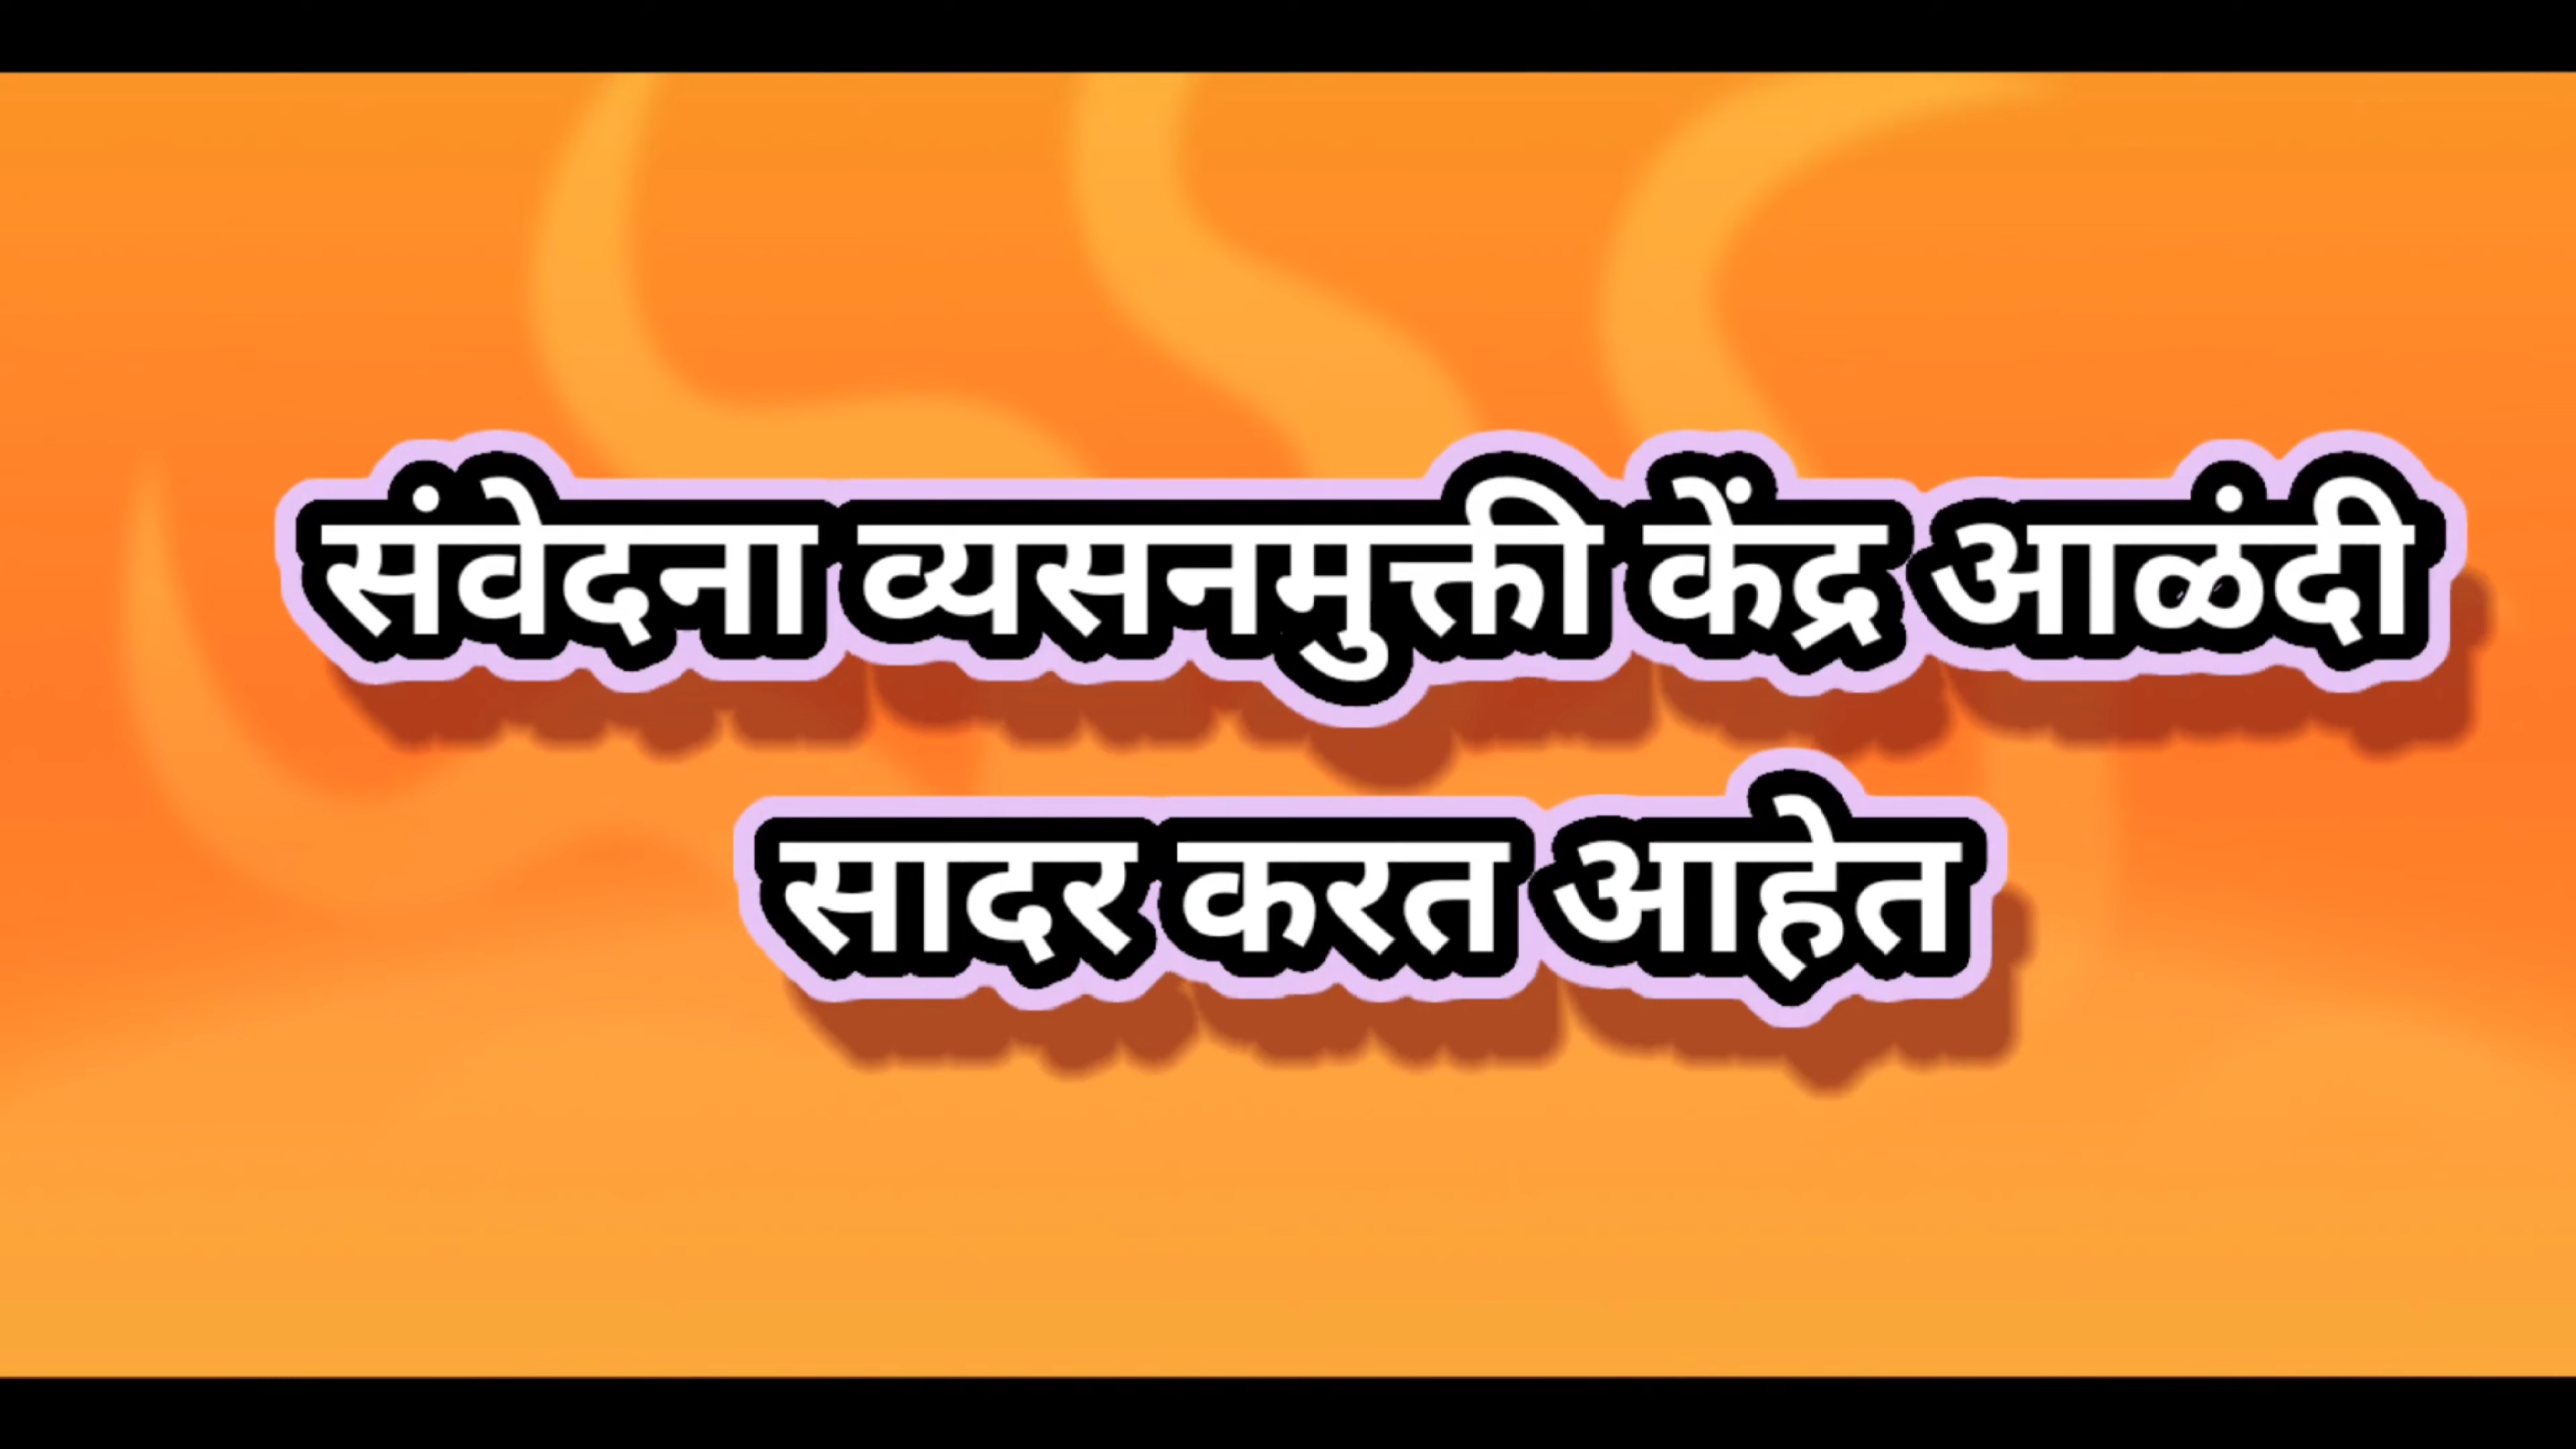 संवेदना व्यसनमुक्ती केंद्र आळंदी
सादर करत आहेत